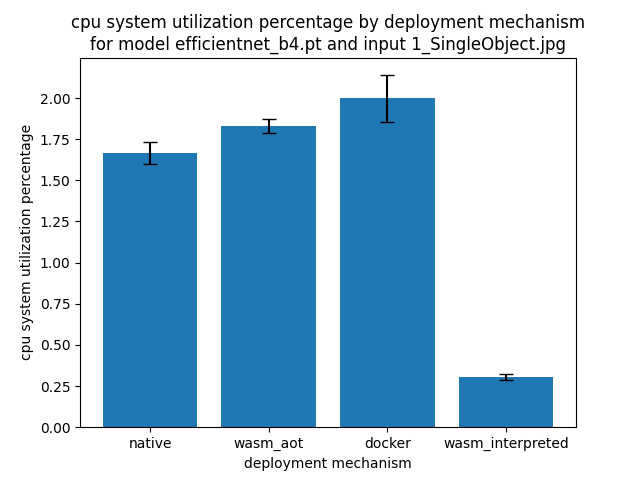 cpu system utilization percentage by deployment mechanism
for model efficientnet_b4.pt and input 1_SingleObject.jpg
cpu system utilization percentage
2.00
1.75
1.50
1.25
1.00
0.75
0.50
0.25
0.00
native wasm_aot docker wasm_interpreted
deployment mechanism